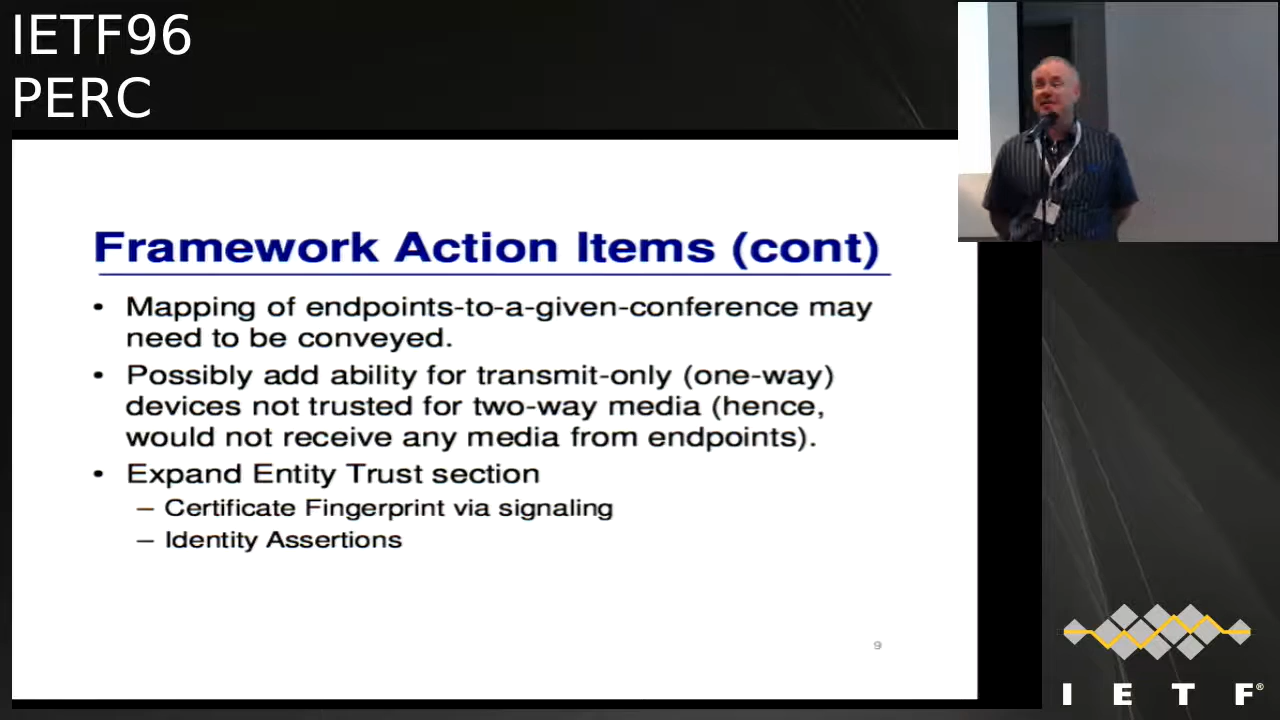 IETF96
PERC
Framework Action Items (cont)
• Mapping of endpoints-to-a-given-conference may
need to be conveyed.
• Possibly add ability for transmit-only (one-way)
devices not trusted for two-way media (hence,
would not receive any media from endpoints).
• Expand Entity Trust section
– Certificate Fingerprint via signaling
– Identity Assertions
9
I E T F®